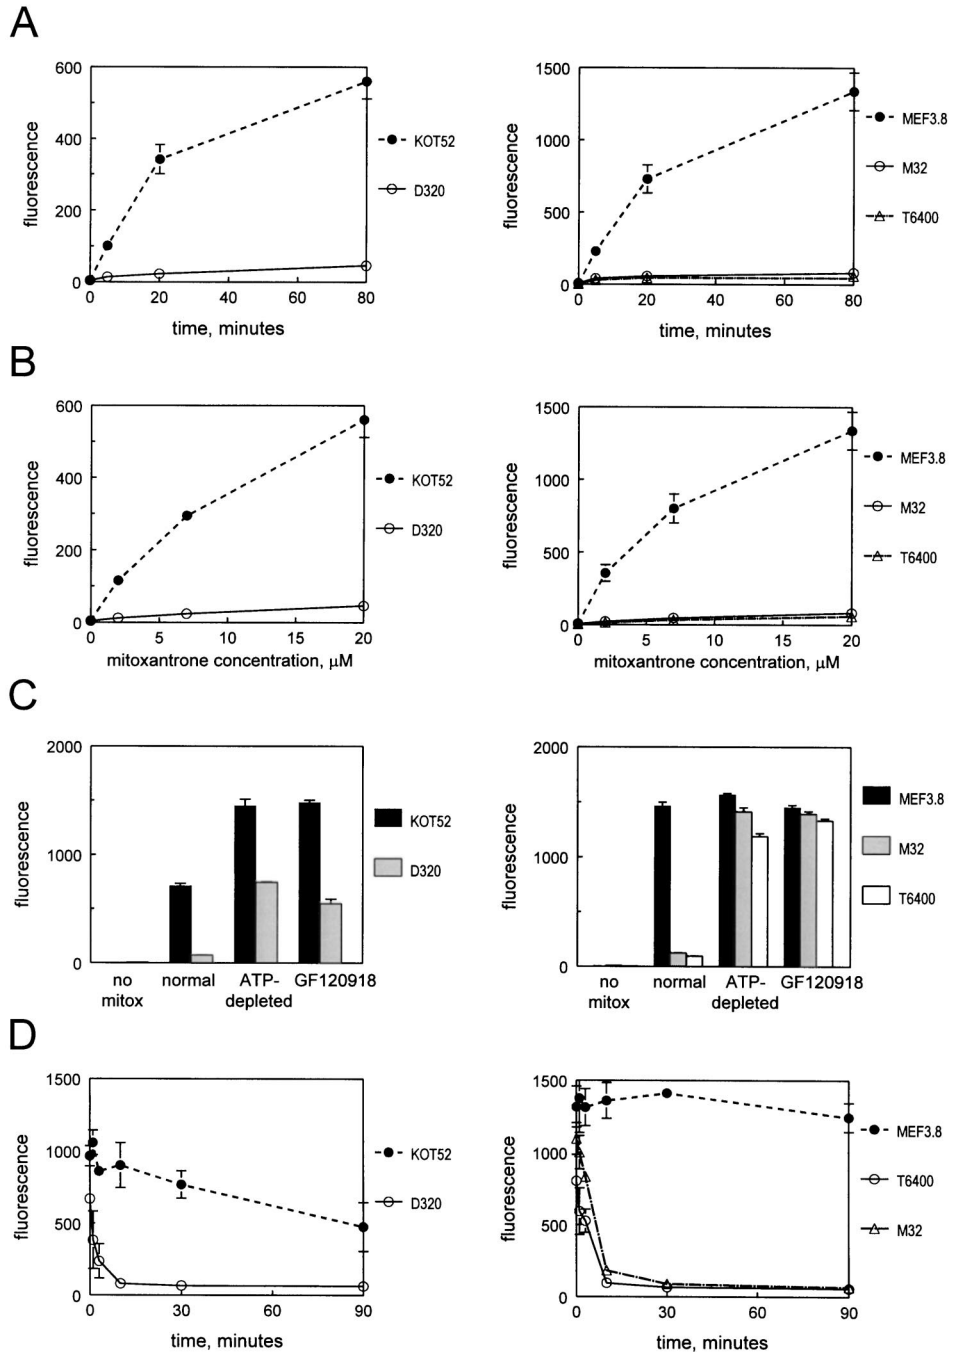 A
600
400
200
0
fluorescence
0 20 40 60 80
time, minutes
KOT52
D320
1500
1000
500
0
fluorescence
0 20 40 60 80
time, minutes
MEF3.8
M32
T6400
B
600
400
200
0
fluorescence
0 5 10 15 20
mitoxantrone concentration, μM
KOT52
D320
1500
1000
500
0
fluorescence
0 5 10 15 20
mitoxantrone concentration, μM
MEF3.8
M32
T6400
C
2000
1000
0
fluorescence
no mitox normal ATP-depleted GF120918
KOT52
D320
2000
1000
0
fluorescence
no mitox normal ATP-depleted GF120918
MEF3.8
M32
T6400
D
1500
1000
500
0
fluorescence
0 30 60 90
time, minutes
KOT52
D320
1500
1000
500
0
fluorescence
0 30 60 90
time, minutes
MEF3.8
T6400
M32